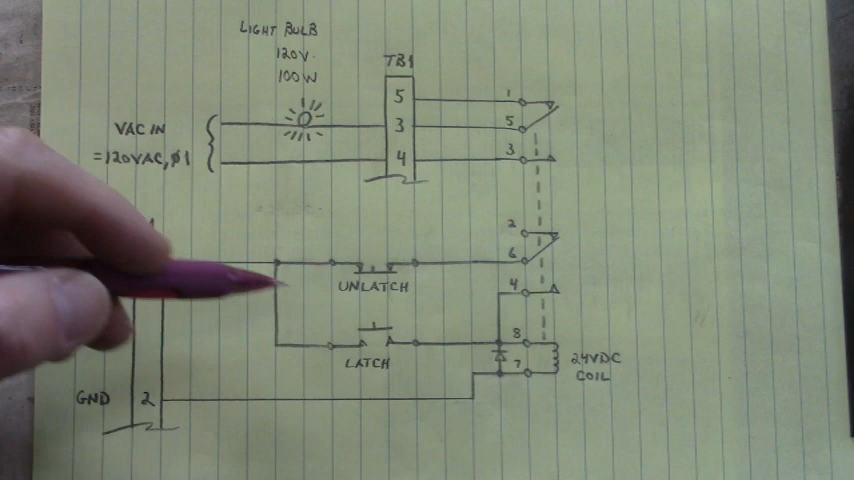 LIGHT BULB
120V.
100W
TB1
5
1
VAC IN
3
5
=120VAC, ø1
4
3
2
6
UNLATCH
4
8
LATCH
7
24VDC
COIL
GND
2